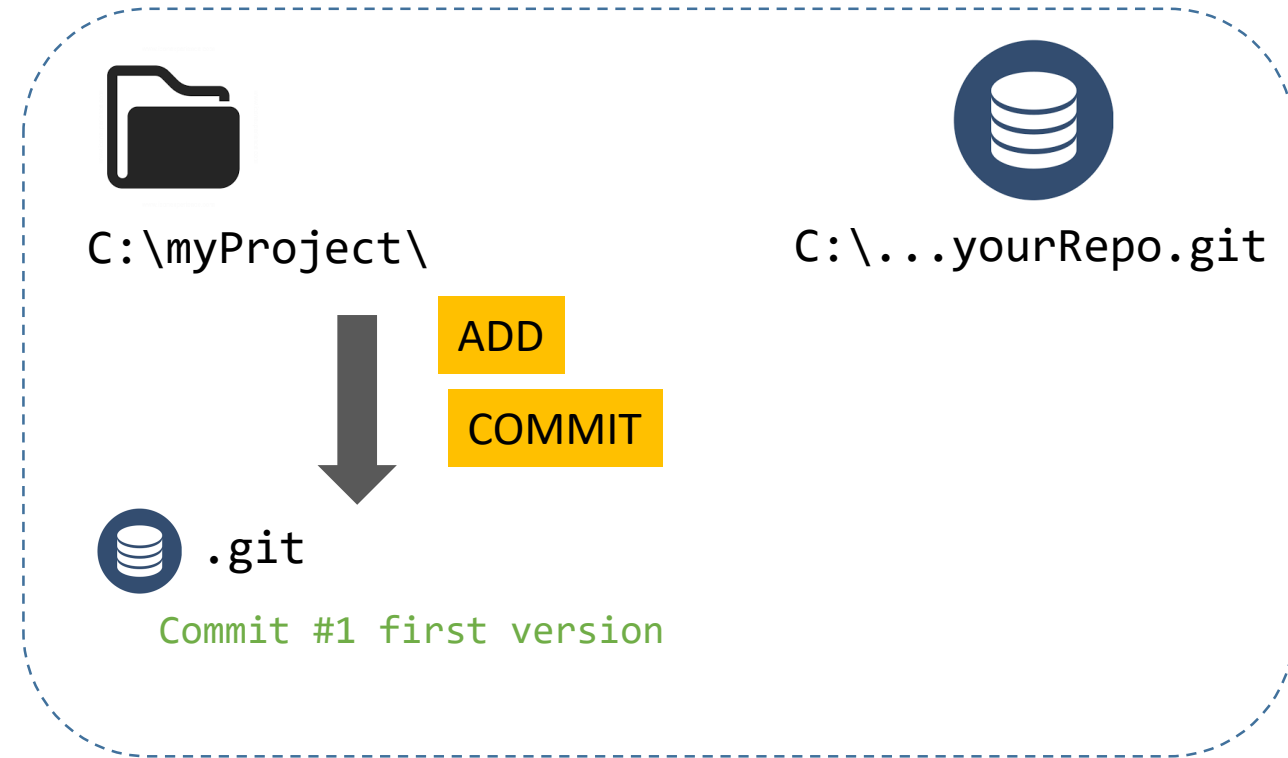 C:\myProject\
C:\...yourRepo.git
ADD
COMMIT
.git
Commit #1 first version